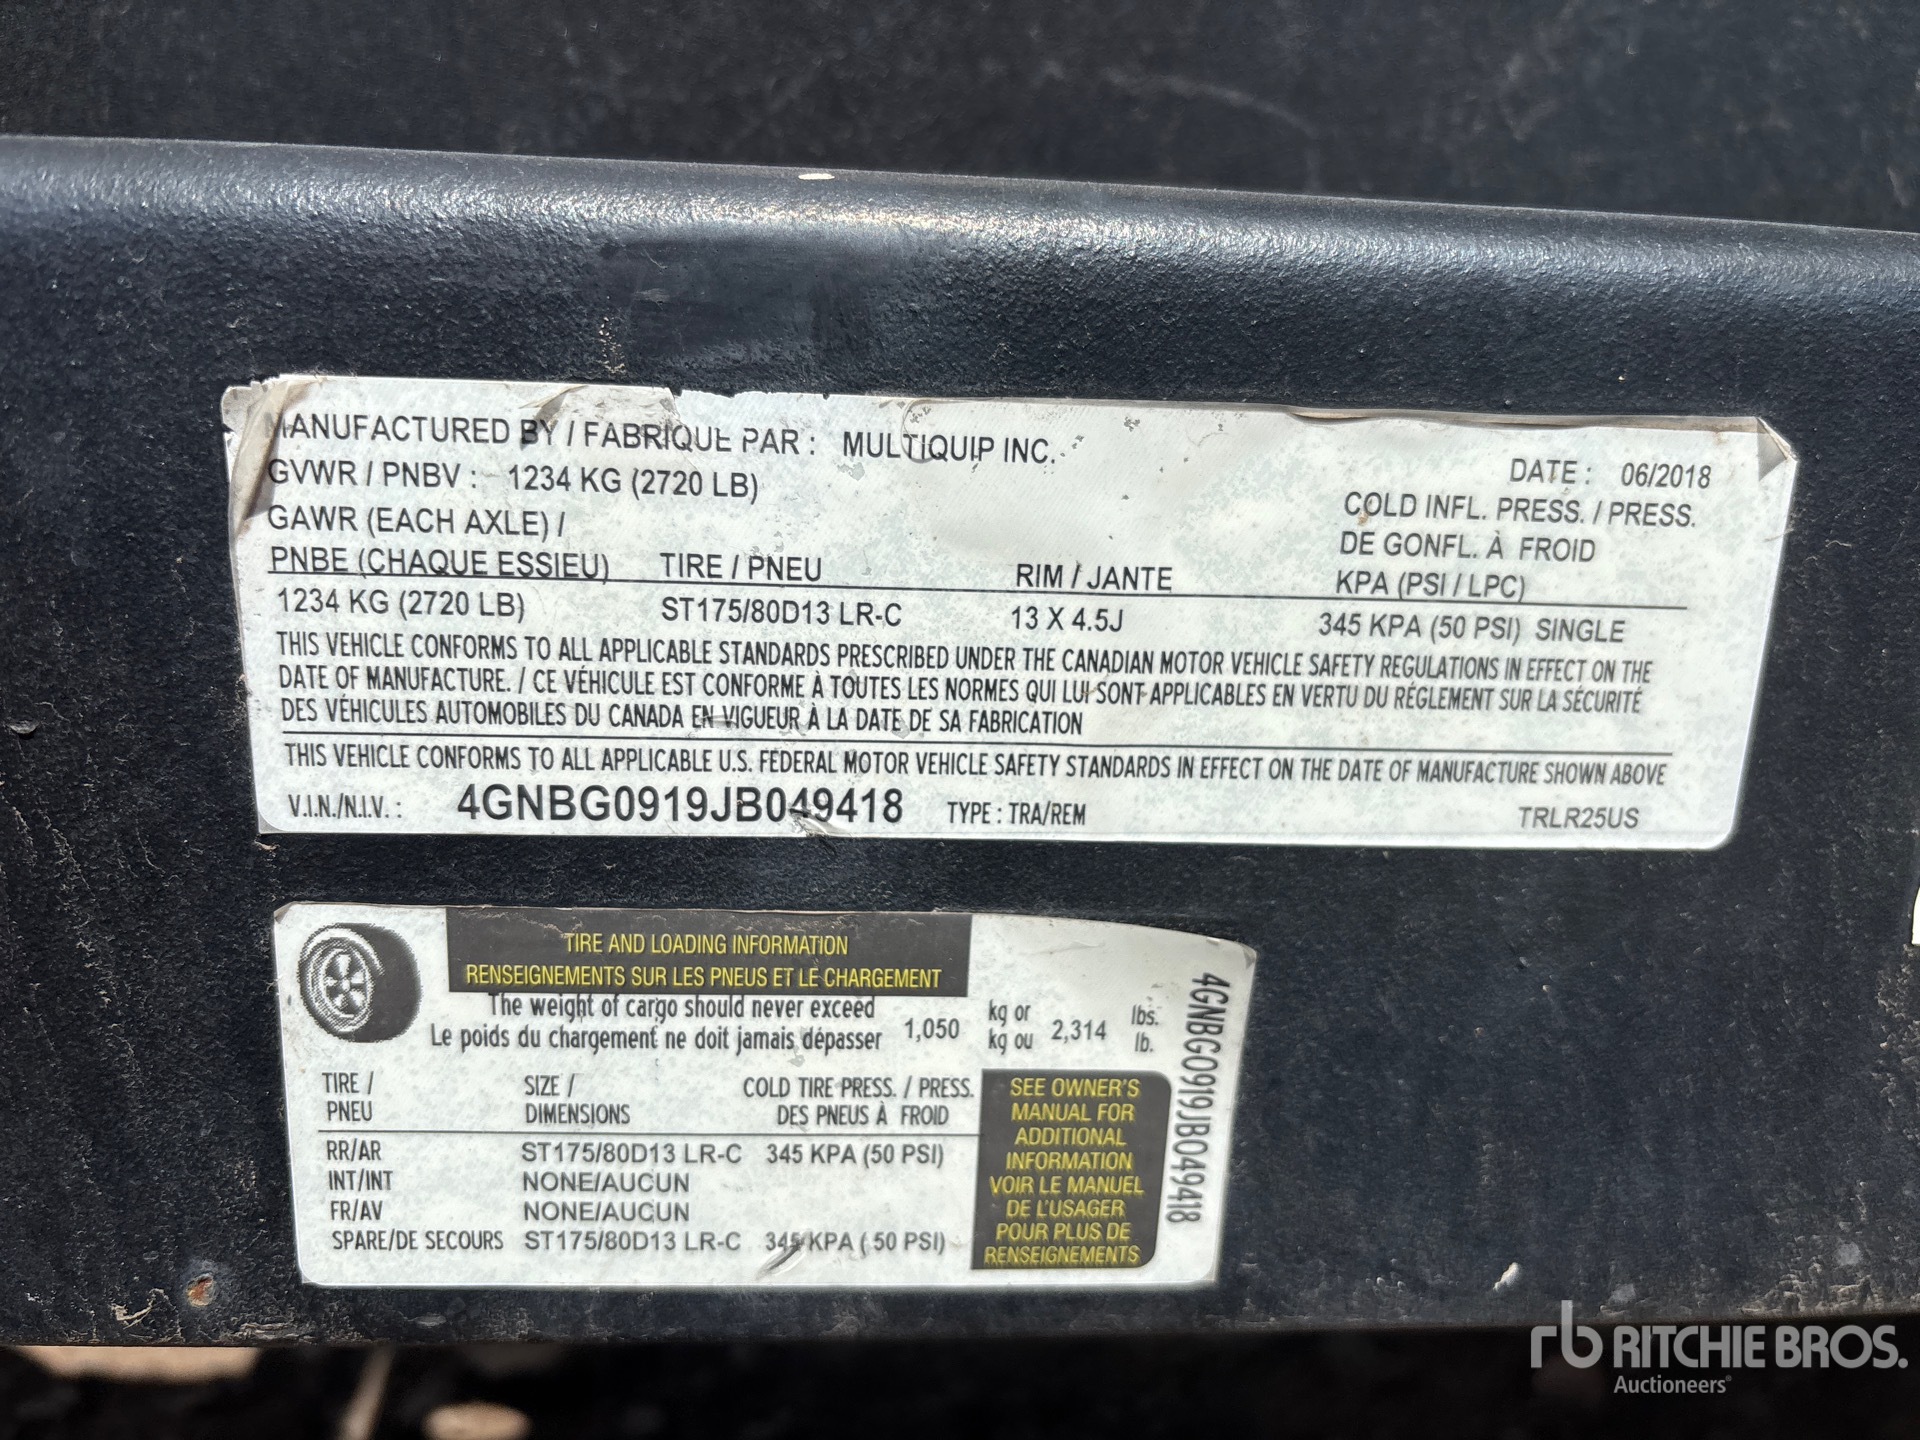 MANUFACTURED BY / FABRIQUE PAR : MULTIQUIP INC.
GVWR / PNBV : 1234 KG (2720 LB)
DATE : 06/2018
GAWR (EACH AXLE) /
PNBE (CHAQUE ESSIEU) TIRE / PNEU RIM / JANTE
COLD INFL. PRESS. / PRESS.
DE GONFL. À FROID
KPA (PSI / LPC)
1234 KG (2720 LB) ST175/80D13 LR-C 13 X 4.5J 345 KPA (50 PSI) SINGLE
THIS VEHICLE CONFORMS TO ALL APPLICABLE STANDARDS PRESCRIBED UNDER THE CANADIAN MOTOR VEHICLE SAFETY REGULATIONS IN EFFECT ON THE
DATE OF MANUFACTURE. / CE VÉHICULE EST CONFORME À TOUTES LES NORMES QUI LUI SONT APPLICABLES EN VERTU DU RÉGLEMENT SUR LA SÉCURITÉ
DES VÉHICULES AUTOMOBILES DU CANADA EN VIGUEUR À LA DATE DE SA FABRICATION
THIS VEHICLE CONFORMS TO ALL APPLICABLE U.S. FEDERAL MOTOR VEHICLE SAFETY STANDARDS IN EFFECT ON THE DATE OF MANUFACTURE SHOWN ABOVE
V.I.N./N.I.V. : 4GNBG0919JB049418 TYPE : TRA/REM TRLR25US
TIRE AND LOADING INFORMATION
RENSEIGNEMENTS SUR LES PNEUS ET LE CHARGEMENT
The weight of cargo should never exceed
Le poids du chargement ne doit jamais dépasser
1,050
kg or
kg ou
2,314
lbs.
lb.
TIRE / SIZE / COLD TIRE PRESS. / PRESS.
PNEU DIMENSIONS DES PNEUS À FROID
RR/AR ST175/80D13 LR-C 345 KPA (50 PSI)
INT/INT NONE/AUCUN
FR/AV NONE/AUCUN
SPARE/DE SECOURS ST175/80D13 LR-C 345 KPA ( 50 PSI)
SEE OWNER'S
MANUAL FOR
ADDITIONAL
INFORMATION
VOIR LE MANUEL
DE L'USAGER
POUR PLUS DE
RENSEIGNEMENTS
4GNBG0919JB049418
rb RITCHIE BROS.
Auctioneers